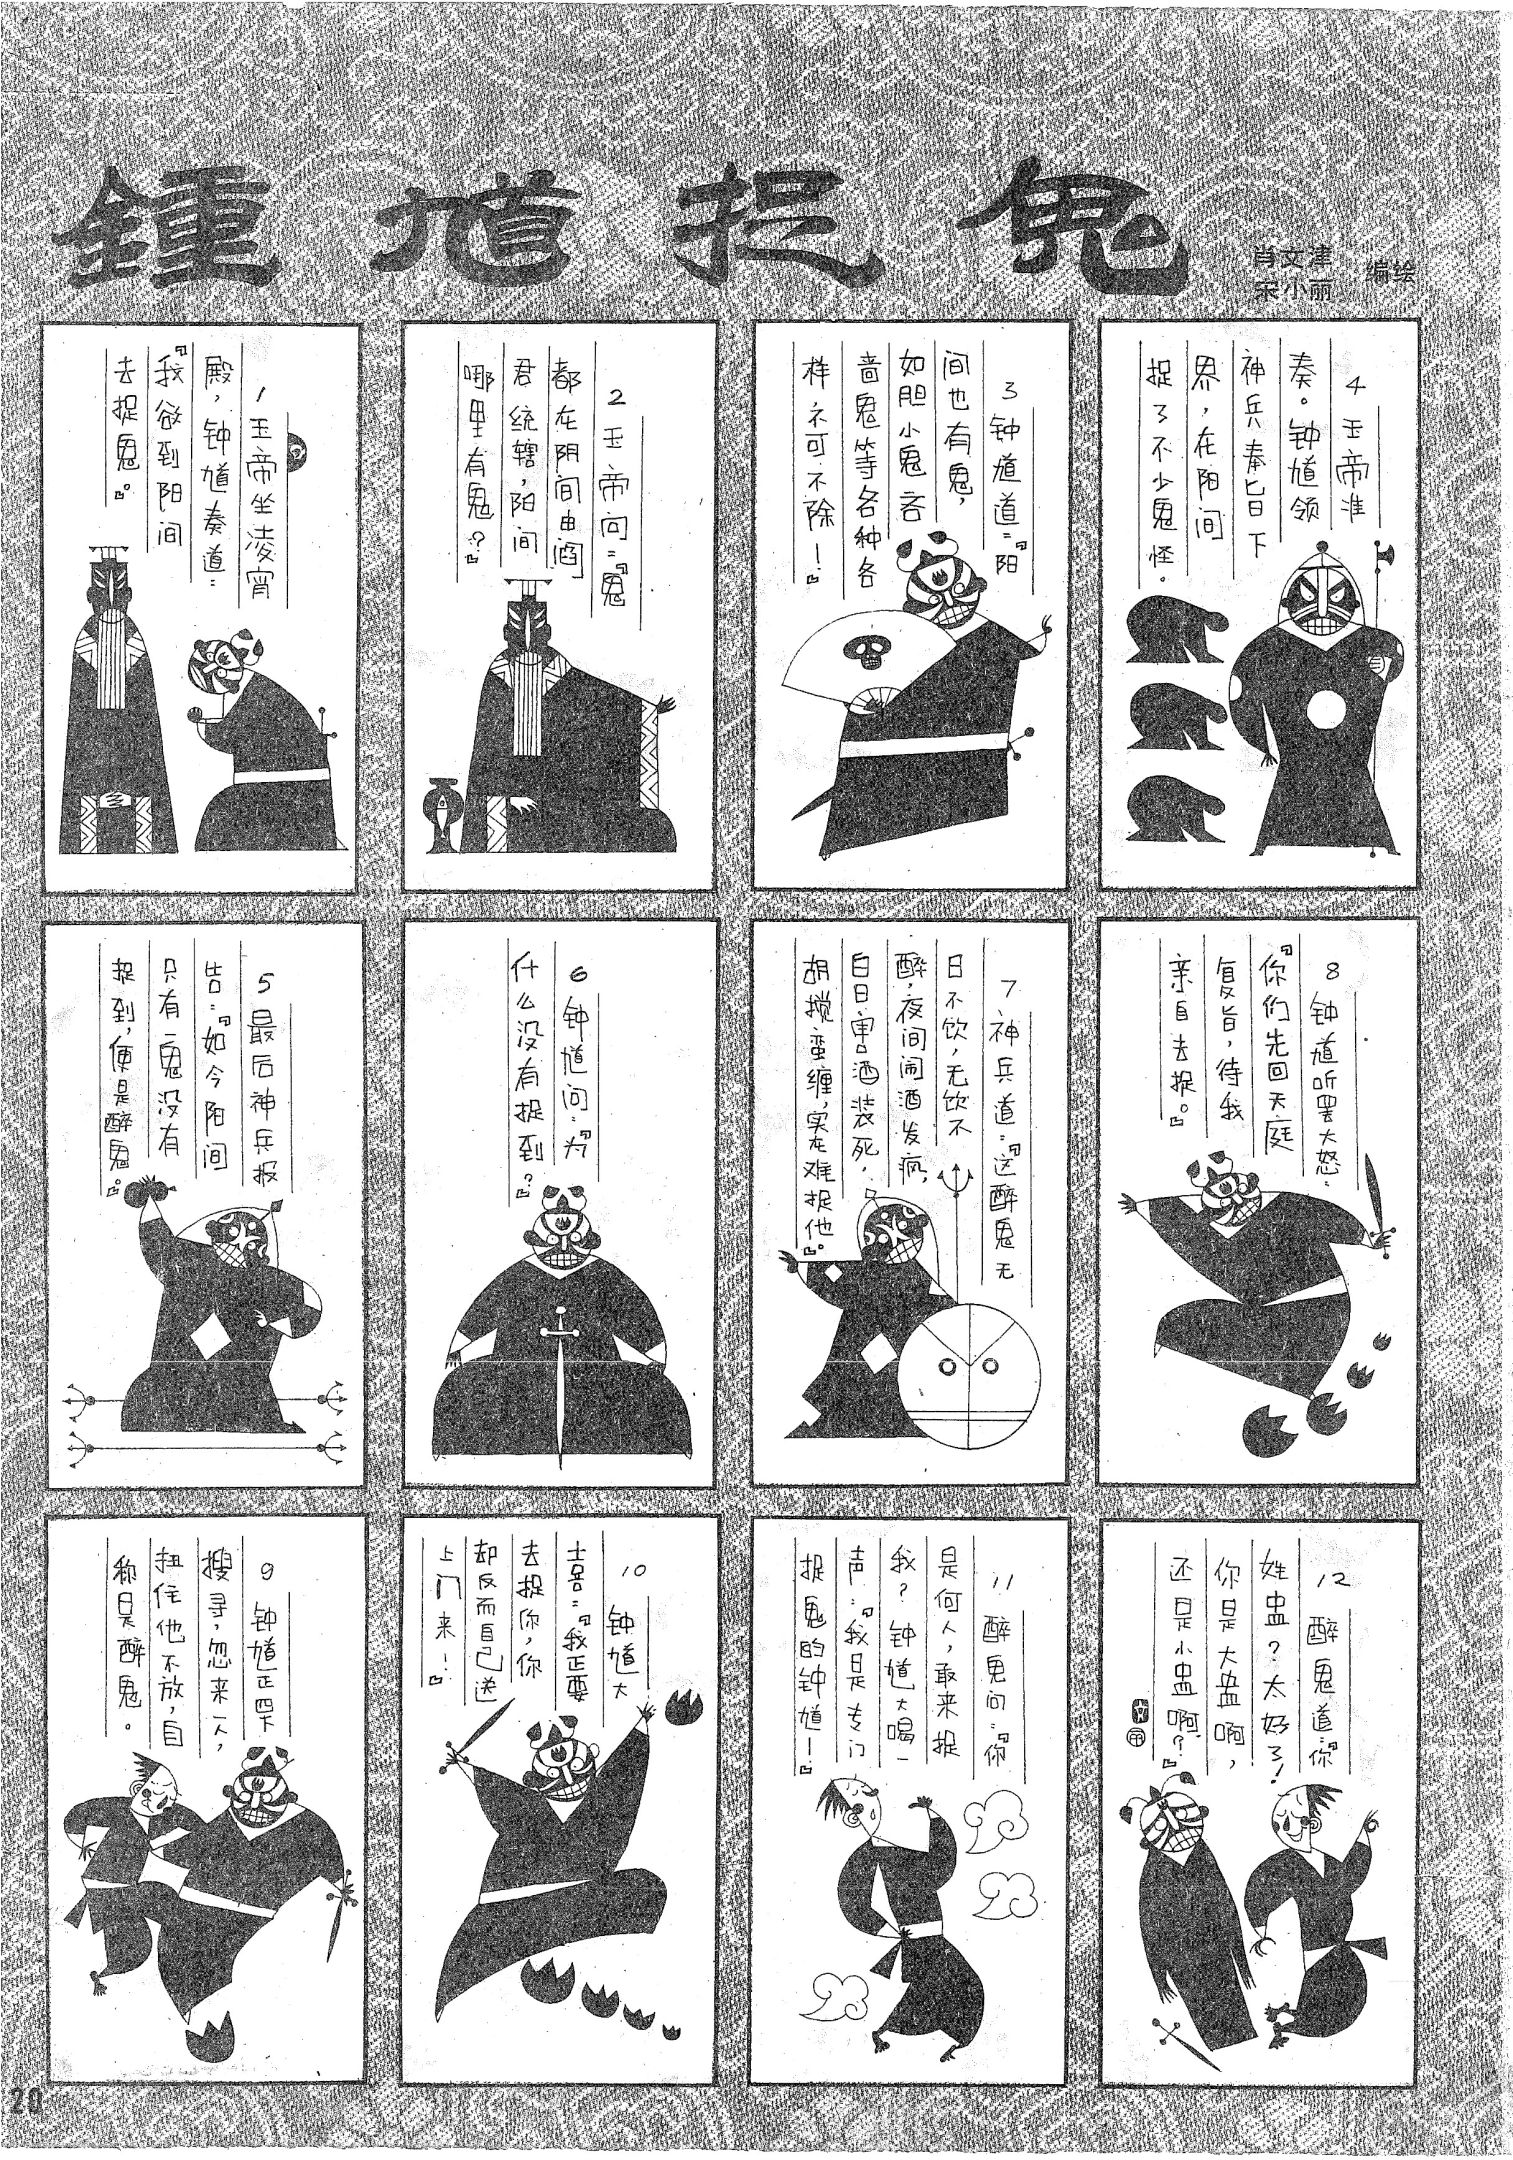 鍾馗捉鬼
肖文津
宋小丽
编绘
1 玉帝坐凌宵
殿，钟馗奏道：
『我欲到阳间
去捉鬼。』
2 玉帝问：『鬼
都在阴间由阎
君统辖，阳间
哪里有鬼？』
3 钟馗道：『阳
间也有鬼，
如胆小鬼吝
啬鬼等各种各
样，不可不除！』
4 玉帝准
奏。钟馗领
神兵奉旨下
界，在阳间
捉了不少鬼怪。
5 最后神兵报
告：『如今阳间
只有一鬼没有
捉到，便是醉鬼。』
6 钟馗问：『为
什么没有捉到？』
7 神兵道：『这醉鬼无
日不饮，无饮不
醉，夜间闹酒发疯，
白日害酒装死，
胡搅蛮缠，实在难捉他。』
8 钟馗听罢大怒：
『你们先回天庭
复旨，待我
亲自去捉。』
9 钟馗正四下
搜寻，忽来一人，
扭住他不放，自
称是醉鬼。
10 钟馗大
喜：『我正要
去捉你，你
却反而自己送
上门来！』
11 醉鬼问：『你
是何人，敢来捉
我？钟馗大喝一
声：『我是专门
捉鬼的钟馗！』
12 醉鬼道：『你
姓盅？太好了！
你是大盅啊，
还是小盅啊？』
20